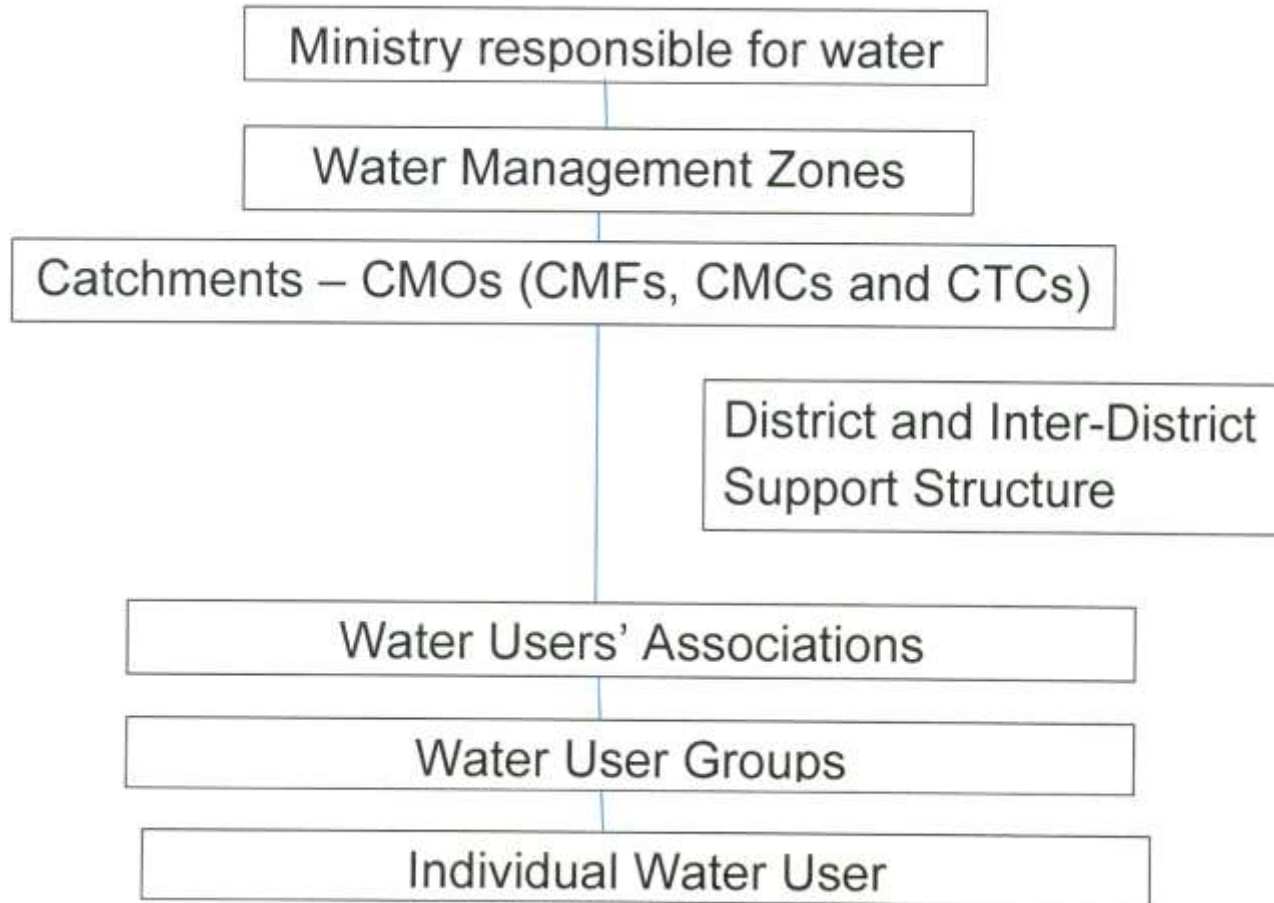 Ministry responsible for water
Water Management Zones
Catchments – CMOs (CMFs, CMCs and CTCs)
District and Inter-District
Support Structure
Water Users’ Associations
Water User Groups
Individual Water User